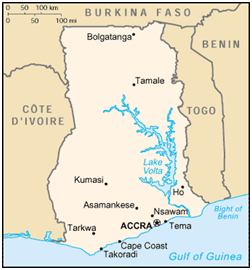 0 50 100 km
0 50 100 mi
BURKINA FASO
Bolgatanga
BENIN
Tamale
CÔTE
D'IVOIRE
TOGO
Lake
Volta
Kumasi
Ho
Asamankese
Nsawam
ACCRA
Tema
Bight of
Benin
Tarkwa
Cape Coast
Takoradi
Gulf of Guinea